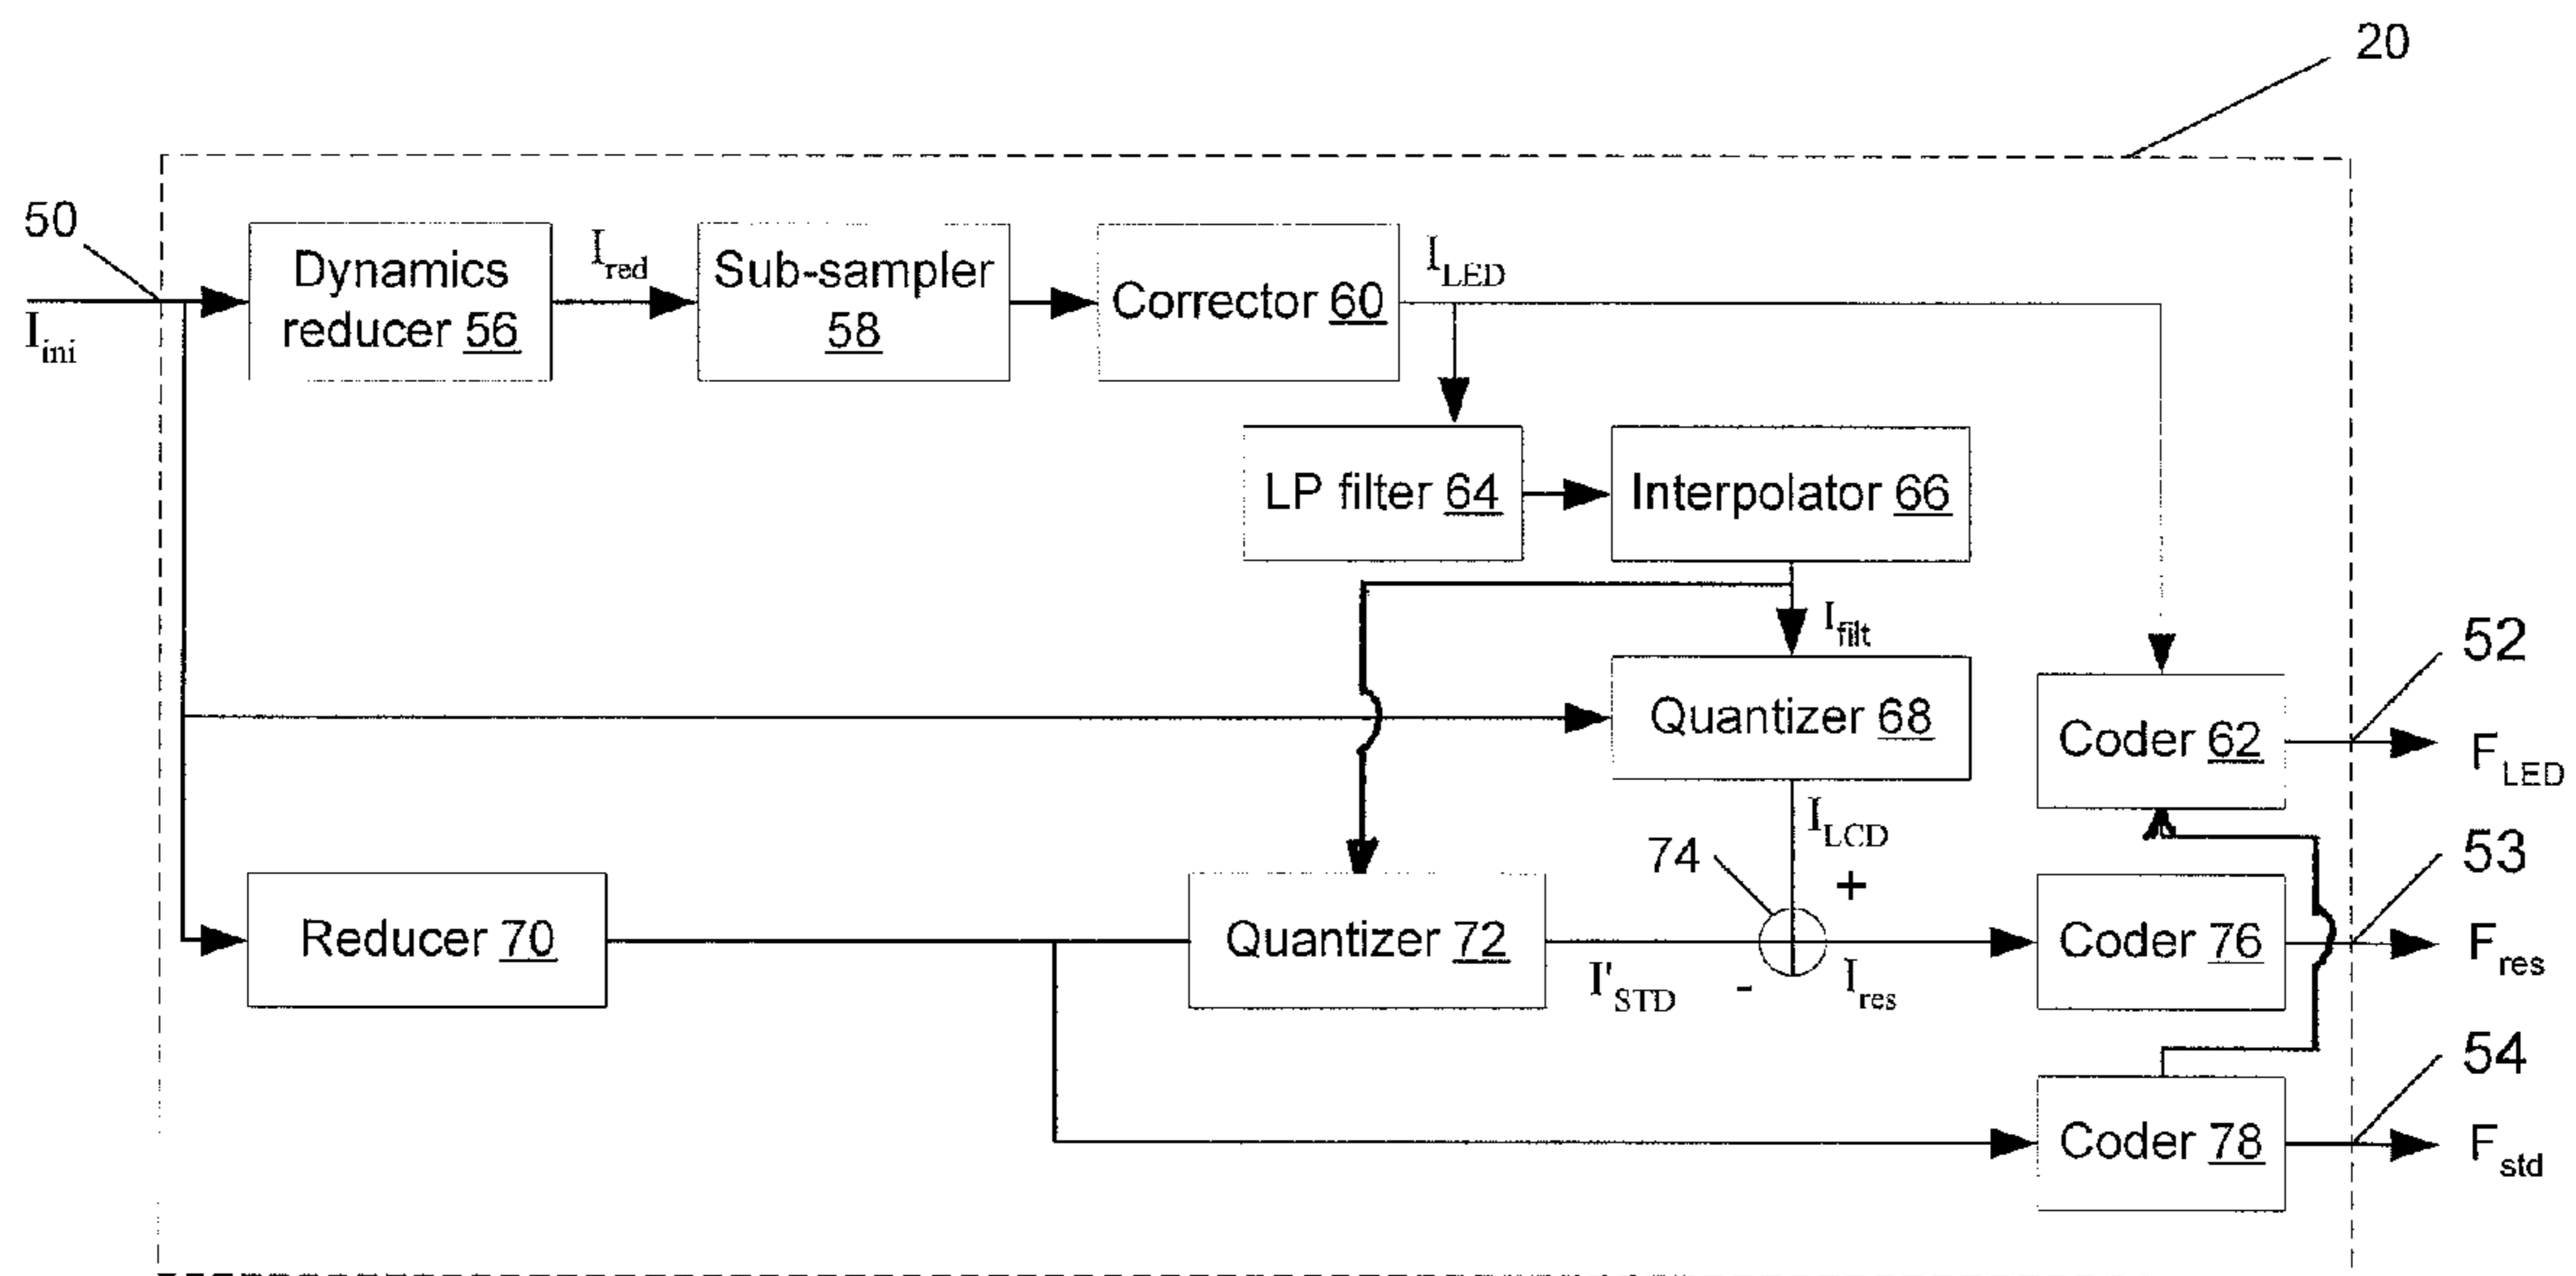 20
50
I_ini
Dynamics
reducer 56
I_red
Sub-sampler
58
Corrector 60
I_LED
LP filter 64
Interpolator 66
I_filt
Quantizer 68
Coder 62
52
F_LED
I_LCD
74
+
53
Reducer 70
Quantizer 72
I'_STD
-
I_res
Coder 76
F_res
54
Coder 78
F_std